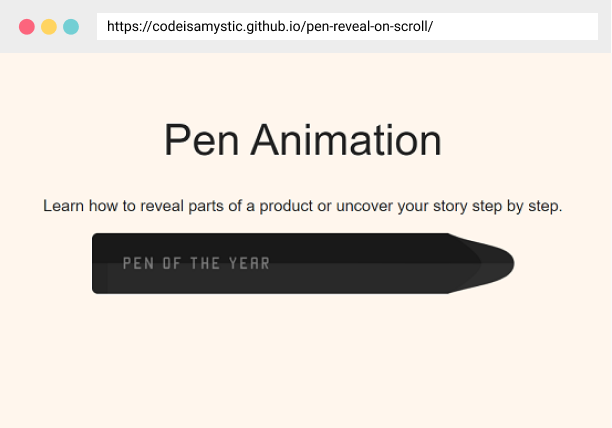 https://codeisamystic.github.io/pen-reveal-on-scroll/
Pen Animation
Learn how to reveal parts of a product or uncover your story step by step.
PEN OF THE YEAR